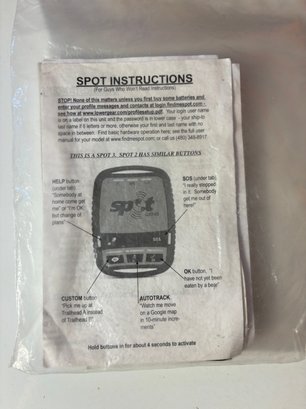 SPOT INSTRUCTIONS
(For Guys Who Won't Read Instructions)
STOP! None of this matters unless you first buy some batteries and
enter your profile messages and contacts at login findmespot.com -
see how at www.lowergear.com/profilesetup.pdf. Your login user name
is on a label on this unit and the password is in lower case - your ship-to
last name if 6 letters or more, otherwise your first and last name with no
space in between. Find basic hardware operation here; see the full user
manual for your model at www.findmespot.com, or call us (480) 348-8917
THIS IS A SPOT 3. SPOT 2 HAS SIMILAR BUTTONS
HELP button
(under tab)
"Somebody
at home come get
me" or "I'm OK
but change of
plans"
SOS (under tab)
"I really stepped
in it. Somebody
get me out of
here!"
spot
GEN3
SOS
OK button, "I
have not yet been
eaten by a bear"
CUSTOM button
"Pick me up at
Trailhead A instead
of Trailhead B"
AUTOTRACK,
"Watch me move
on a Google map
in 10-minute incre-
ments"
Hold buttons in for about 4 seconds to activate